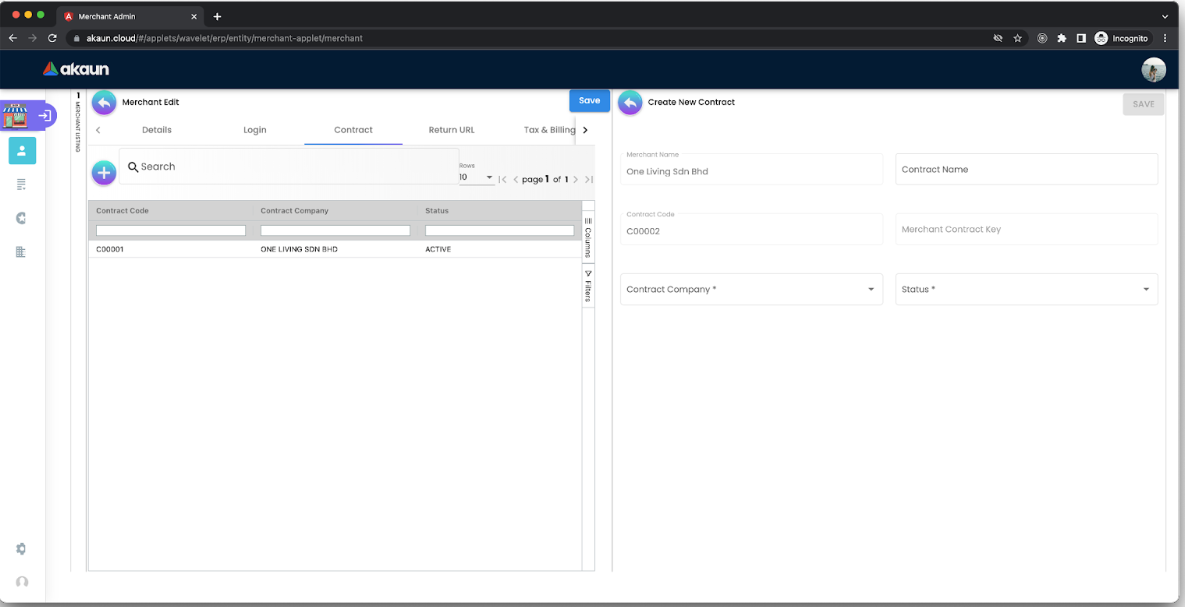 Merchant Admin
akaun.cloud/#/applets/wavelet/erp/entity/merchant-applet/merchant
Incognito
akaun
1 MERCHANT LISTING
Merchant Edit
Save
Details
Login
Contract
Return URL
Tax & Billing
Search
Rows
10
page 1 of 1
Contract Code
Contract Company
Status
C00001
ONE LIVING SDN BHD
ACTIVE
Columns
Filters
Create New Contract
SAVE
Merchant Name
One Living Sdn Bhd
Contract Name
Contract Code
C00002
Merchant Contract Key
Contract Company *
Status *